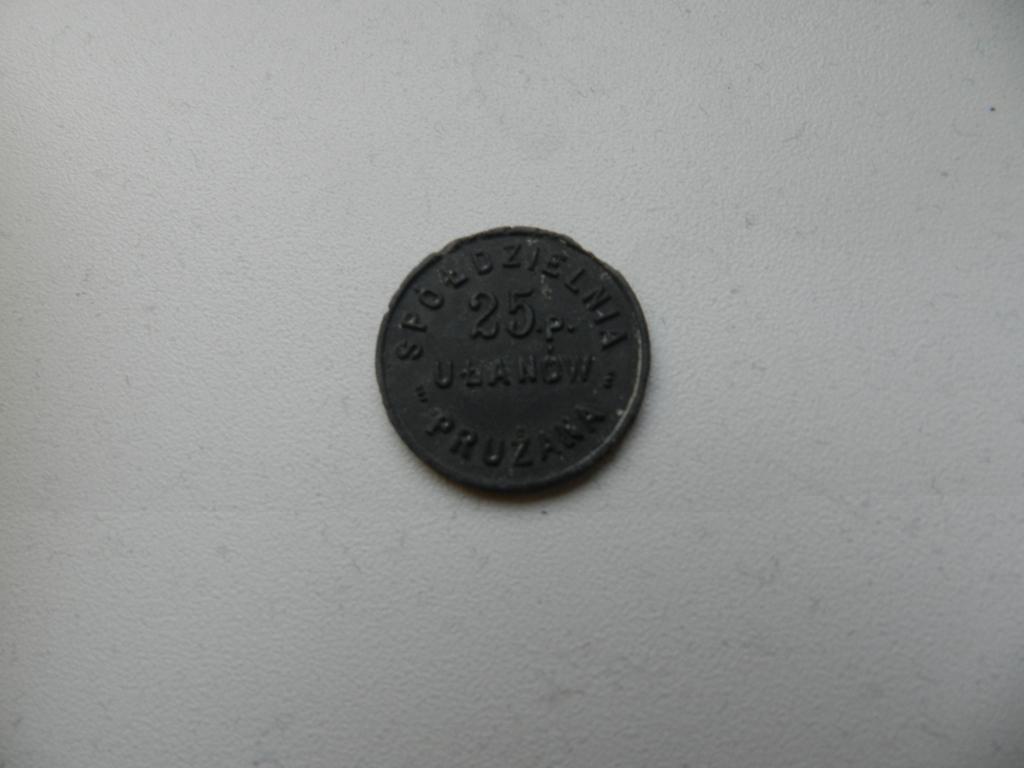 SPÓŁDZIELNIA
25.p.
UŁANÓW
PRUŻANA